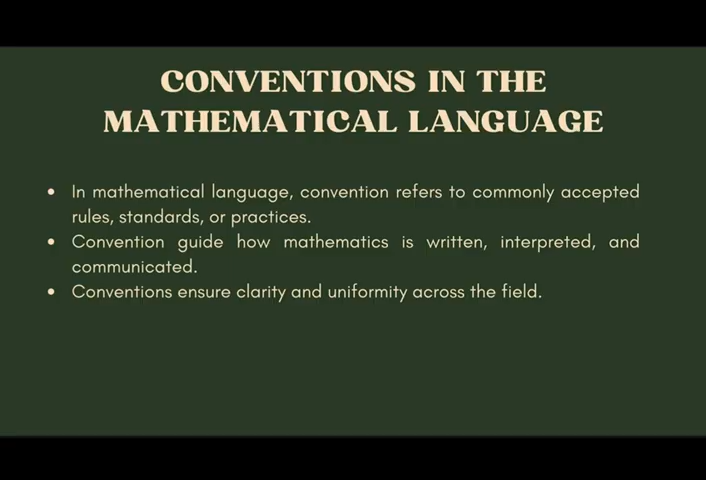 CONVENTIONS IN THE
MATHEMATICAL LANGUAGE
• In mathematical language, convention refers to commonly accepted
rules, standards, or practices.
• Convention guide how mathematics is written, interpreted, and
communicated.
• Conventions ensure clarity and uniformity across the field.